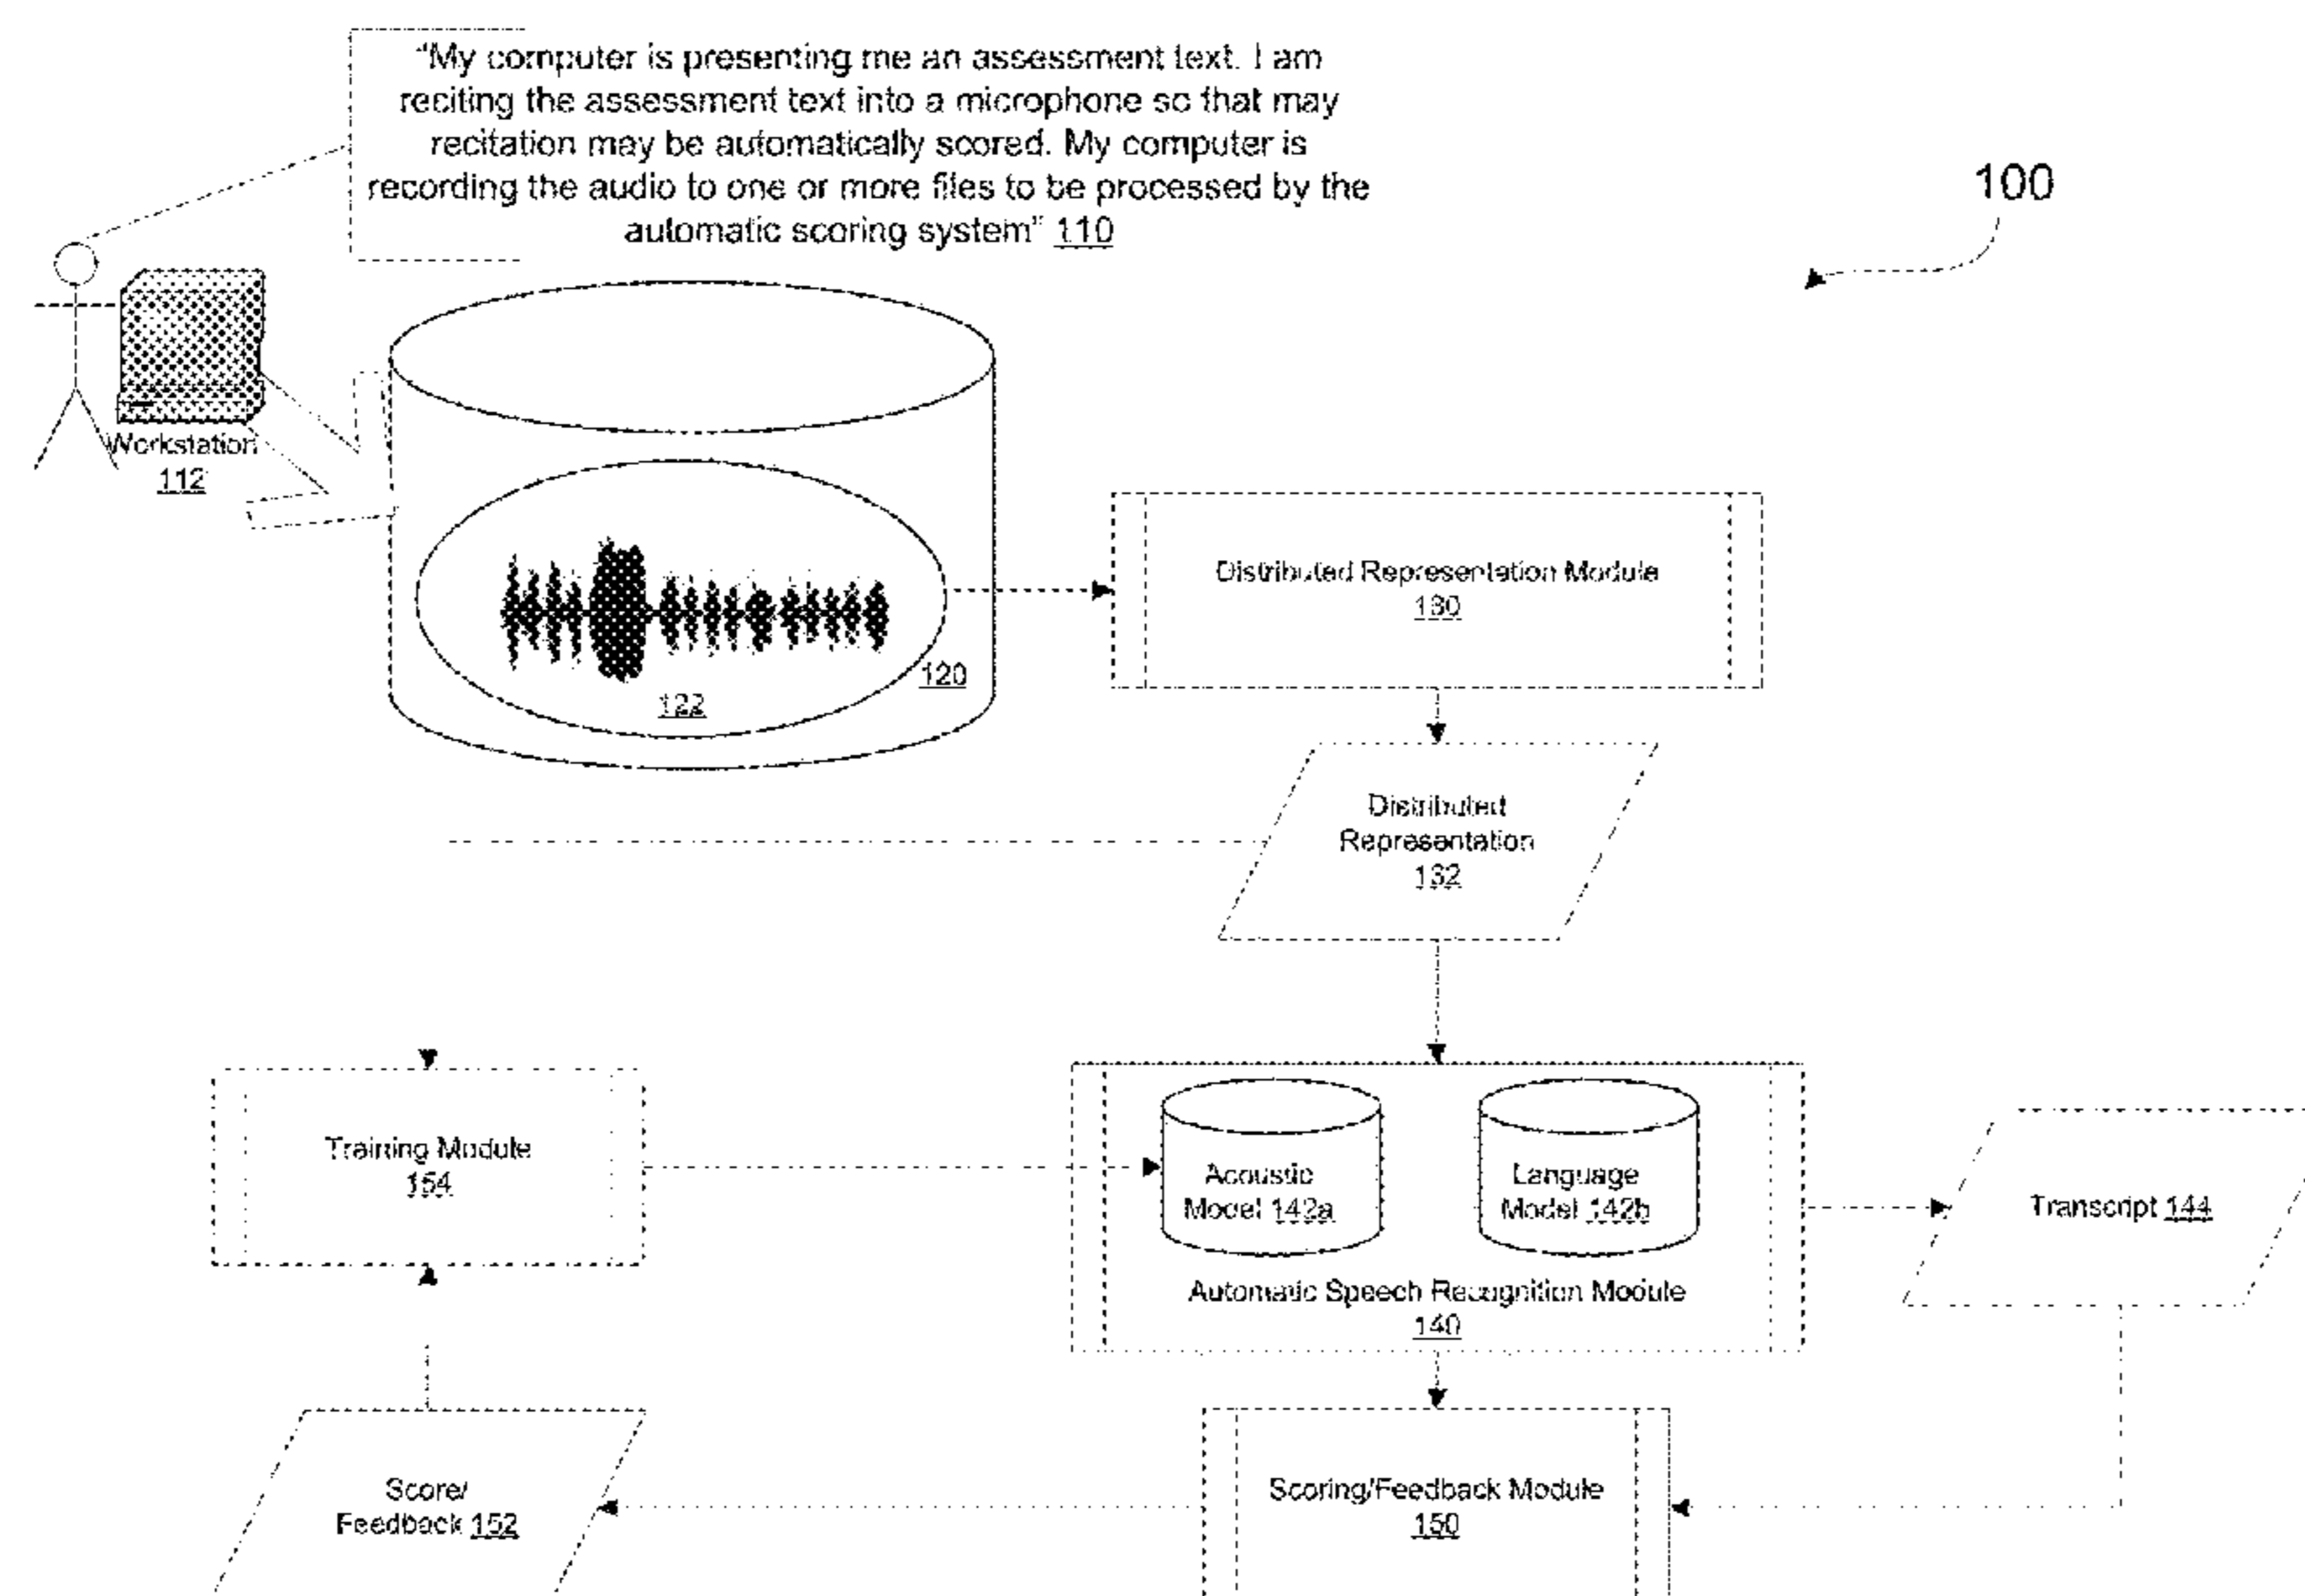 "My computer is presenting me an assessment text. I am
reciting the assessment text into a microphone so that may
recitation may be automatically scored. My computer is
recording the audio to one or more files to be processed by the
automatic scoring system" 110
100
Workstation
112
120
122
Distributed Representation Module
130
Distributed
Representation
132
Training Module
154
Acoustic
Model 142a
Language
Model 142b
Automatic Speech Recognition Module
140
Transcript 144
Score/
Feedback 152
Scoring/Feedback Module
150